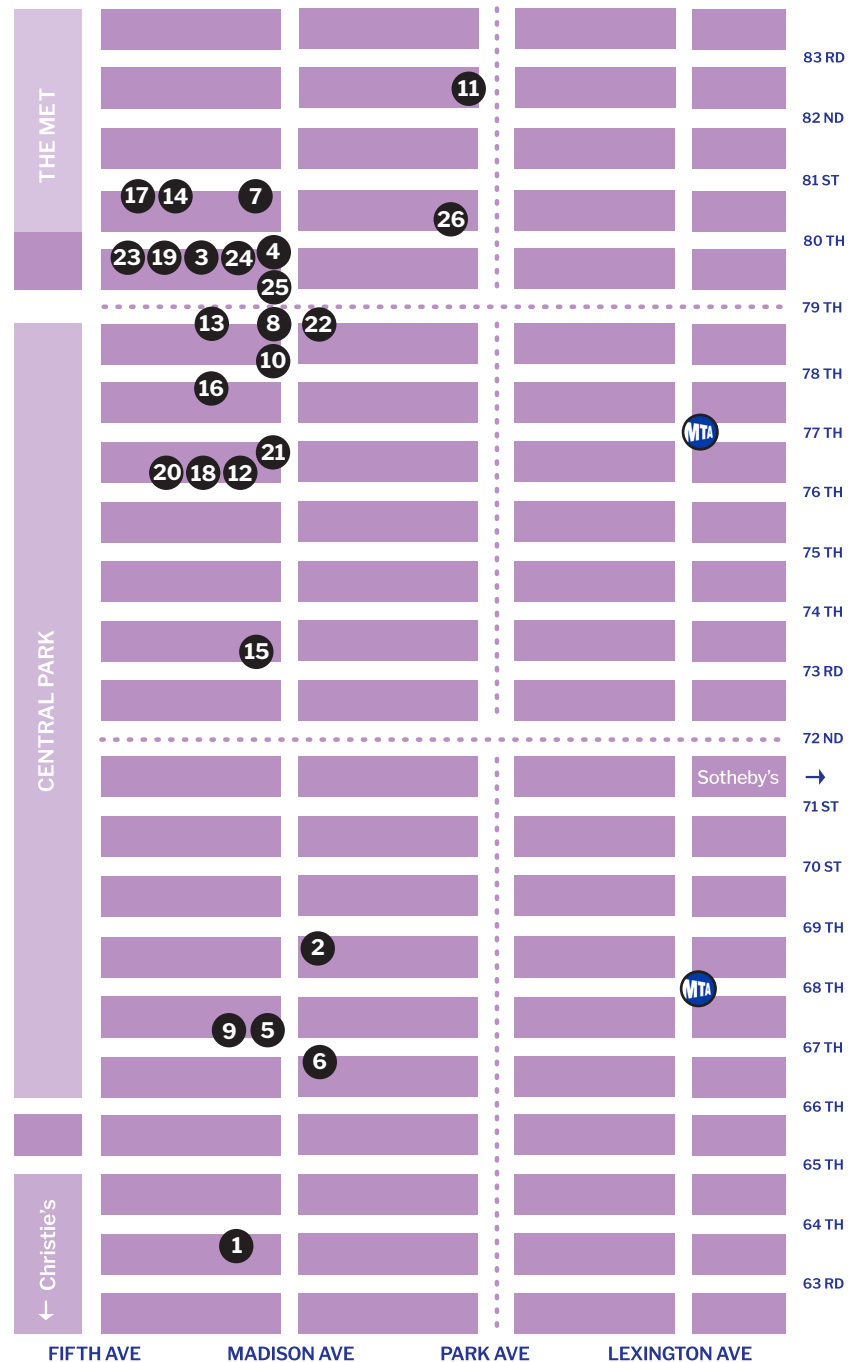 83 RD
11
82 ND
THE MET
81 ST
17 14 7
26
80 TH
23 19 3 24 4
25
79 TH
13 8 22
10
78 TH
16
MTA
77 TH
21
20 18 12
76 TH
75 TH
74 TH
15
73 RD
CENTRAL PARK
72 ND
Sotheby's →
71 ST
70 ST
69 TH
2
MTA
68 TH
9 5
67 TH
6
66 TH
65 TH
← Christie's
64 TH
1
63 RD
FIFTH AVE MADISON AVE PARK AVE LEXINGTON AVE